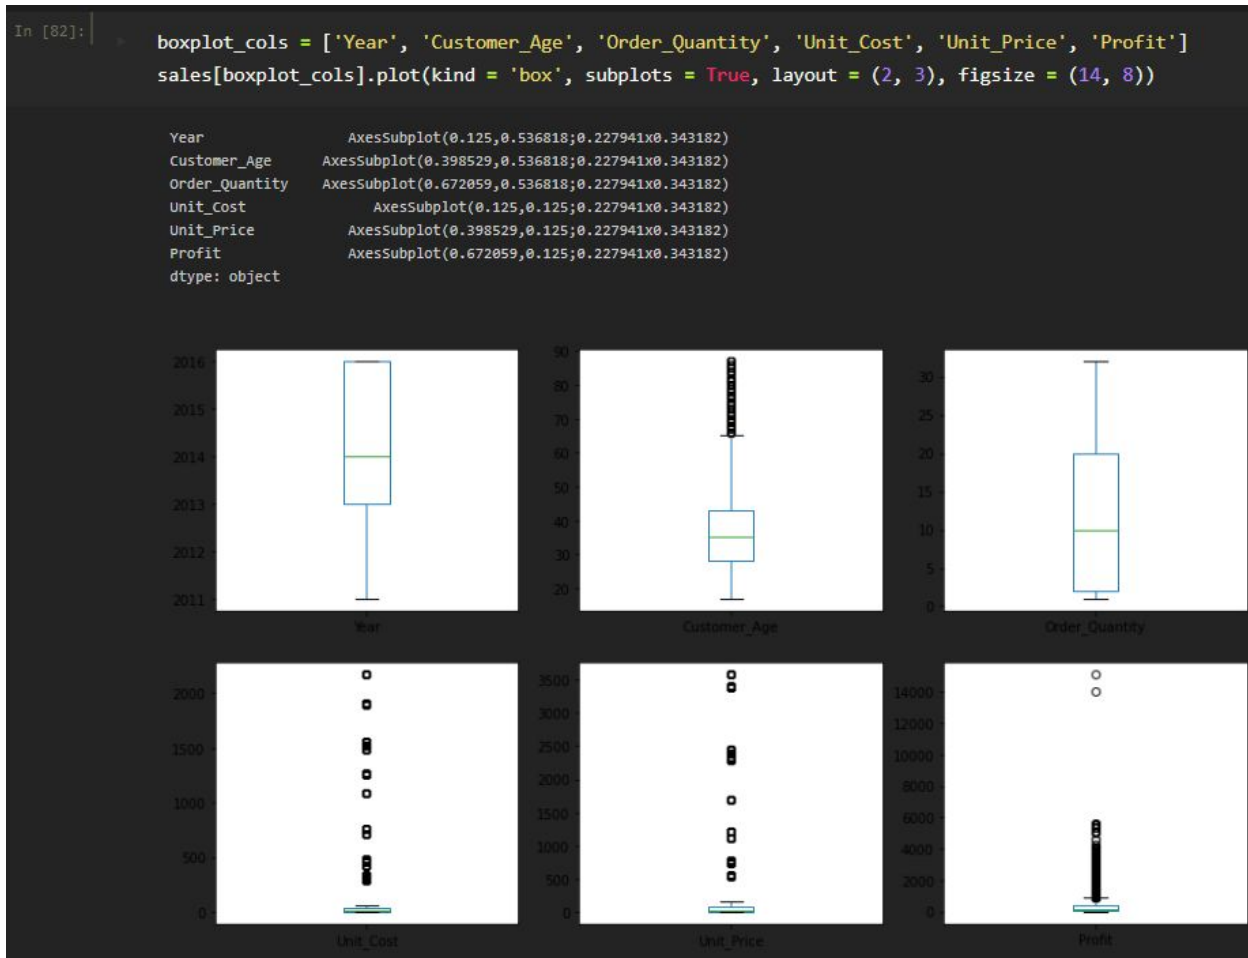 In [82]:
boxplot_cols = ['Year', 'Customer_Age', 'Order_Quantity', 'Unit_Cost', 'Unit_Price', 'Profit']
sales[boxplot_cols].plot(kind = 'box', subplots = True, layout = (2, 3), figsize = (14, 8))
Year AxesSubplot(0.125,0.536818;0.227941x0.343182)
Customer_Age AxesSubplot(0.398529,0.536818;0.227941x0.343182)
Order_Quantity AxesSubplot(0.672059,0.536818;0.227941x0.343182)
Unit_Cost AxesSubplot(0.125,0.125;0.227941x0.343182)
Unit_Price AxesSubplot(0.398529,0.125;0.227941x0.343182)
Profit AxesSubplot(0.672059,0.125;0.227941x0.343182)
dtype: object
2016
2015
2014
2013
2012
2011
Year
90
80
70
60
50
40
30
20
Customer_Age
30
25
20
15
10
5
0
Order_Quantity
2000
1500
1000
500
0
Unit_Cost
3500
3000
2500
2000
1500
1000
500
0
Unit_Price
14000
12000
10000
8000
6000
4000
2000
0
Profit